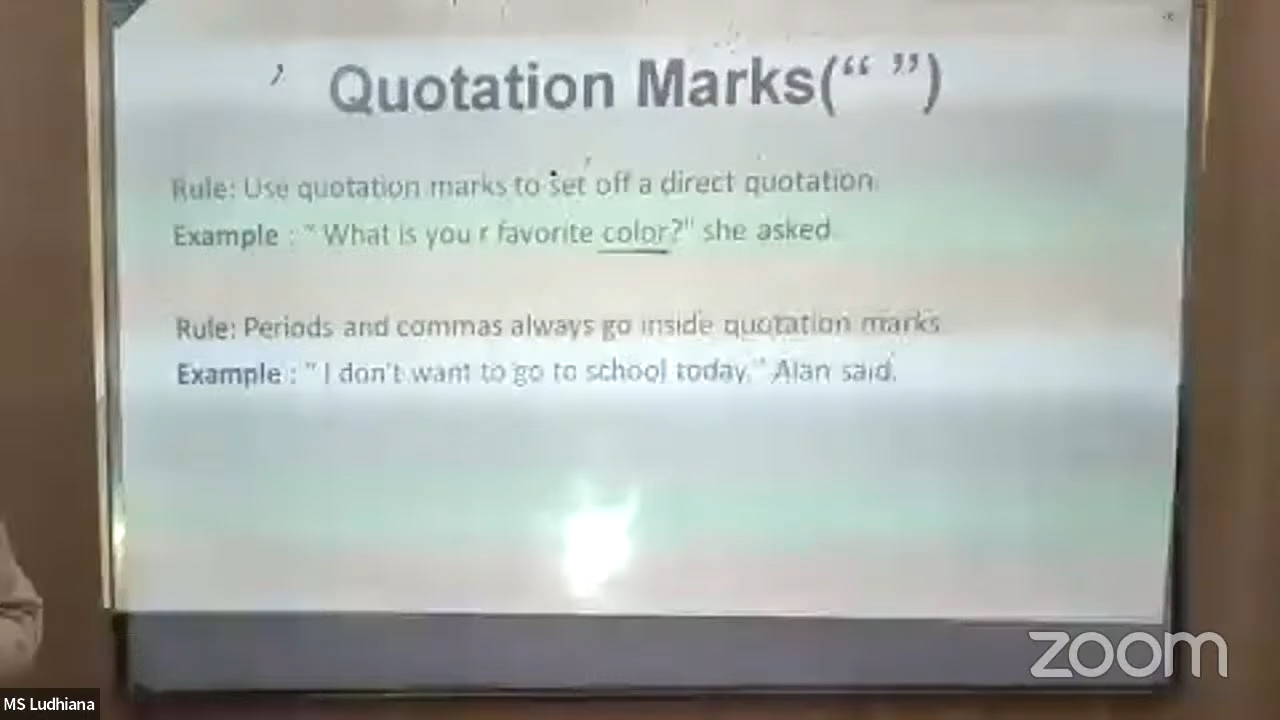 Quotation Marks(“ ”)
Rule: Use quotation marks to set off a direct quotation.
Example : " What is you r favorite color?" she asked.
Rule: Periods and commas always go inside quotation marks
Example : " I don't want to go to school today." Alan said.
zoom
MS Ludhiana